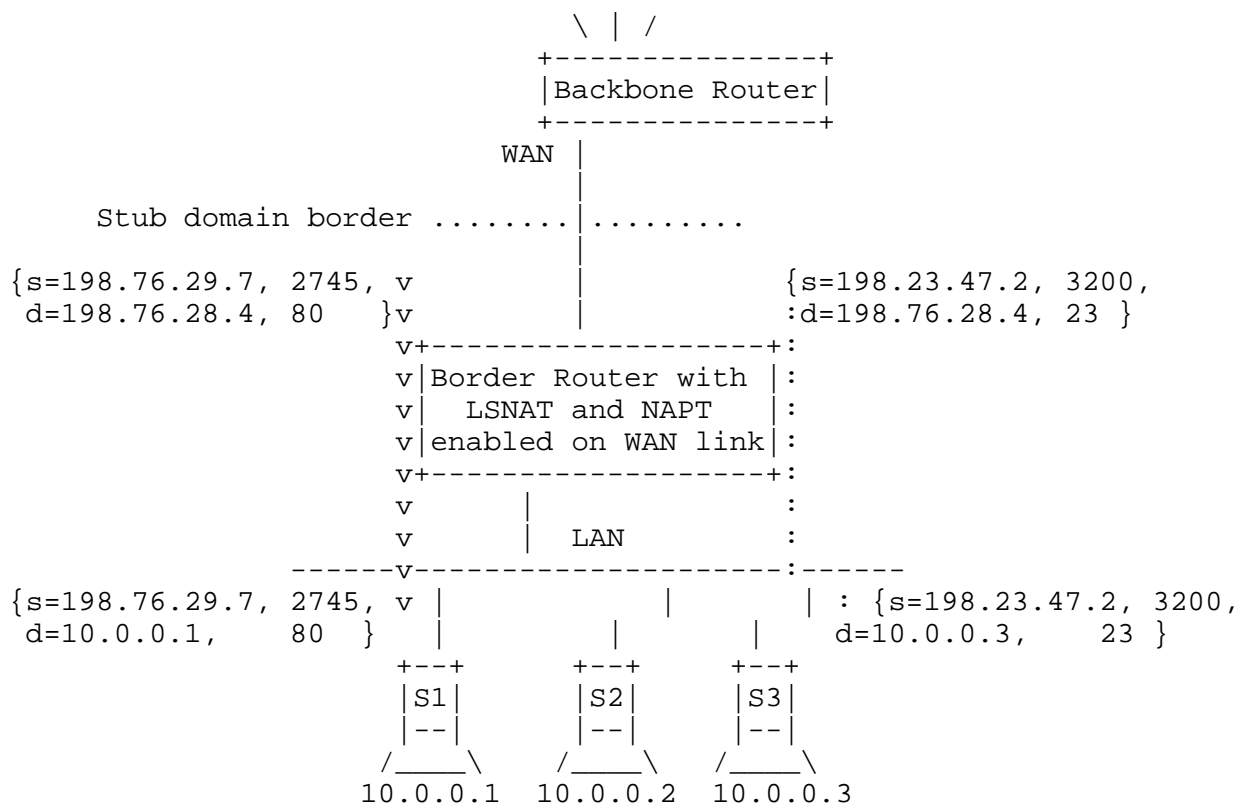 \ | /
                              +---------------+
                              |Backbone Router|
                              +---------------+
                            WAN |
                                |
     Stub domain border ........|.........
                                |
{s=198.76.29.7, 2745, v         |           {s=198.23.47.2, 3200,
 d=198.76.28.4, 80   }v         |           :d=198.76.28.4, 23 }
                      v+-------------------+:
                      v|Border Router with |:
                      v|  LSNAT and NAPT   |:
                      v|enabled on WAN link|:
                      v+-------------------+:
                      v      |              :
                      v      |  LAN         :
                ------v---------------------:------
{s=198.76.29.7, 2745, v |            |       | : {s=198.23.47.2, 3200,
 d=10.0.0.1,    80  }   |         |       |    d=10.0.0.3,     23 }
                      +--+      +--+     +--+
                      |S1|      |S2|     |S3|
                      |--|      |--|     |--|
                     /____\    /____\   /____\
                    10.0.0.1  10.0.0.2  10.0.0.3